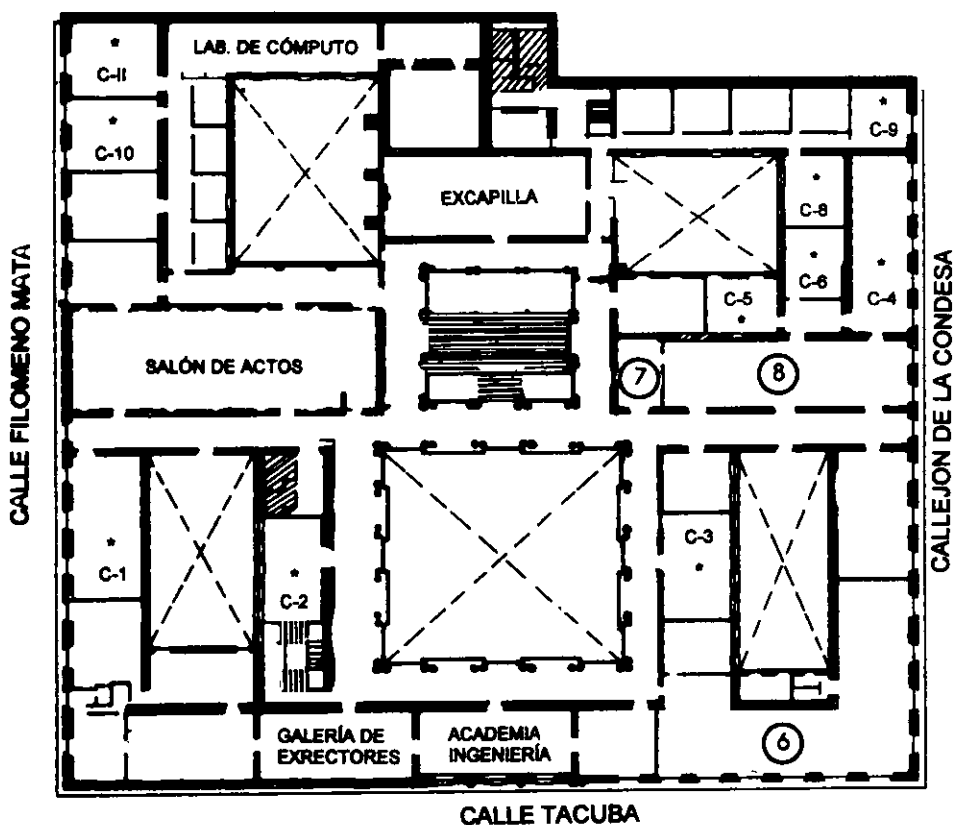 LAB. DE CÓMPUTO
C-II
C-10
C-9
EXCAPILLA
C-8
C-6
C-5
C-4
SALÓN DE ACTOS
7
8
CALLE FILOMENO MATA
CALLEJON DE LA CONDESA
C-1
C-2
C-3
GALERÍA DE
EXRECTORES
ACADEMIA
INGENIERÍA
6
CALLE TACUBA